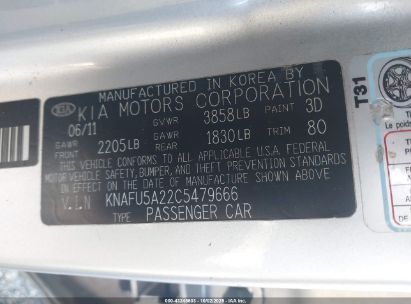 MANUFACTURED IN KOREA BY
KIA KIA MOTORS CORPORATION
06/11 GVWR 3858LB PAINT 3D
GAWR FRONT 2205LB GAWR REAR 1830LB TRIM 80
THIS VEHICLE CONFORMS TO ALL APPLICABLE U.S.A FEDERAL
MOTOR VEHICLE SAFETY, BUMPER, AND THEFT PREVENTION STANDARDS
IN EFFECT ON THE DATE OF MANUFACTURE SHOWN ABOVE
V.I.N KNAFU5A22C5479666
TYPE PASSENGER CAR
T31